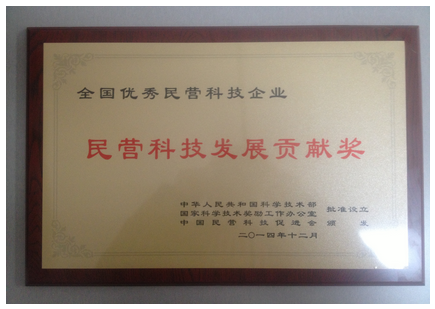 全国优秀民营科技企业
民营科技发展贡献奖
中华人民共和国科学技术部
国家科学技术奖励工作办公室 批准设立
中国民营科技促进会 颁发
二〇一四年十二月